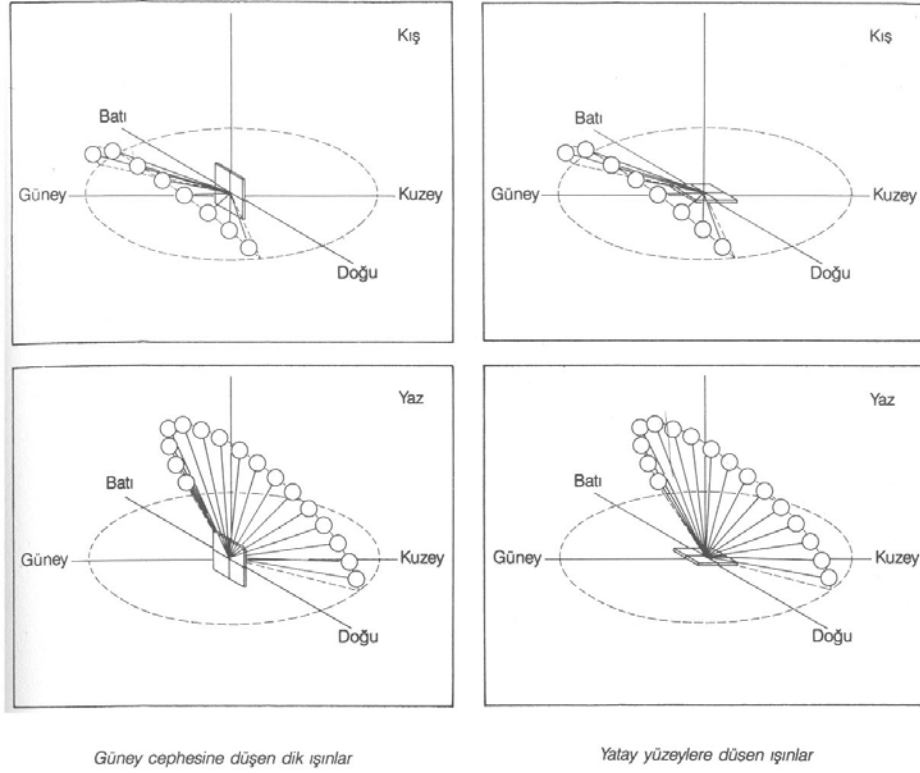 Kış
Batı
Güney
Kuzey
Doğu
Kış
Batı
Güney
Kuzey
Doğu
Yaz
Batı
Güney
Kuzey
Doğu
Yaz
Batı
Güney
Kuzey
Doğu
Güney cephesine düşen dik ışınlar
Yatay yüzeylere düşen ışınlar